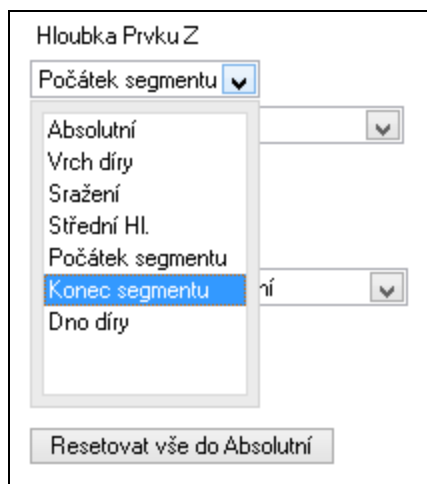 Hloubka Prvku Z
Počátek segmentu
Absolutní
Vrch díry
Sražení
Střední Hl.
Počátek segmentu
Konec segmentu
ní
Dno díry
Resetovat vše do Absolutní